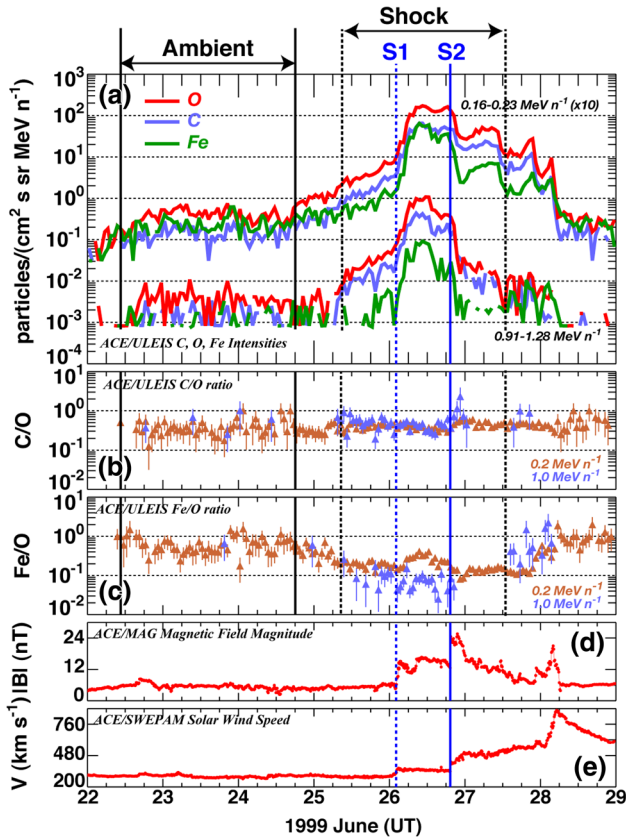 Shock
Ambient
S1
S2
10³
10²
10¹
10⁰
10⁻¹
10⁻²
10⁻³
10⁻⁴
particles/(cm² s sr MeV n⁻¹)
(a)
O
C
Fe
0.16-0.23 MeV n⁻¹ (x10)
ACE/ULEIS C, O, Fe Intensities
0.91-1.28 MeV n⁻¹
10¹
10⁰
10⁻¹
10⁻²
C/O
ACE/ULEIS C/O ratio
(b)
0.2 MeV n⁻¹
1.0 MeV n⁻¹
10¹
10⁰
10⁻¹
10⁻²
Fe/O
ACE/ULEIS Fe/O ratio
(c)
0.2 MeV n⁻¹
1.0 MeV n⁻¹
24
12
0
|B| (nT)
ACE/MAG Magnetic Field Magnitude
(d)
760
480
200
V (km s⁻¹)
ACE/SWEPAM Solar Wind Speed
(e)
22 23 24 25 26 27 28 29
1999 June (UT)